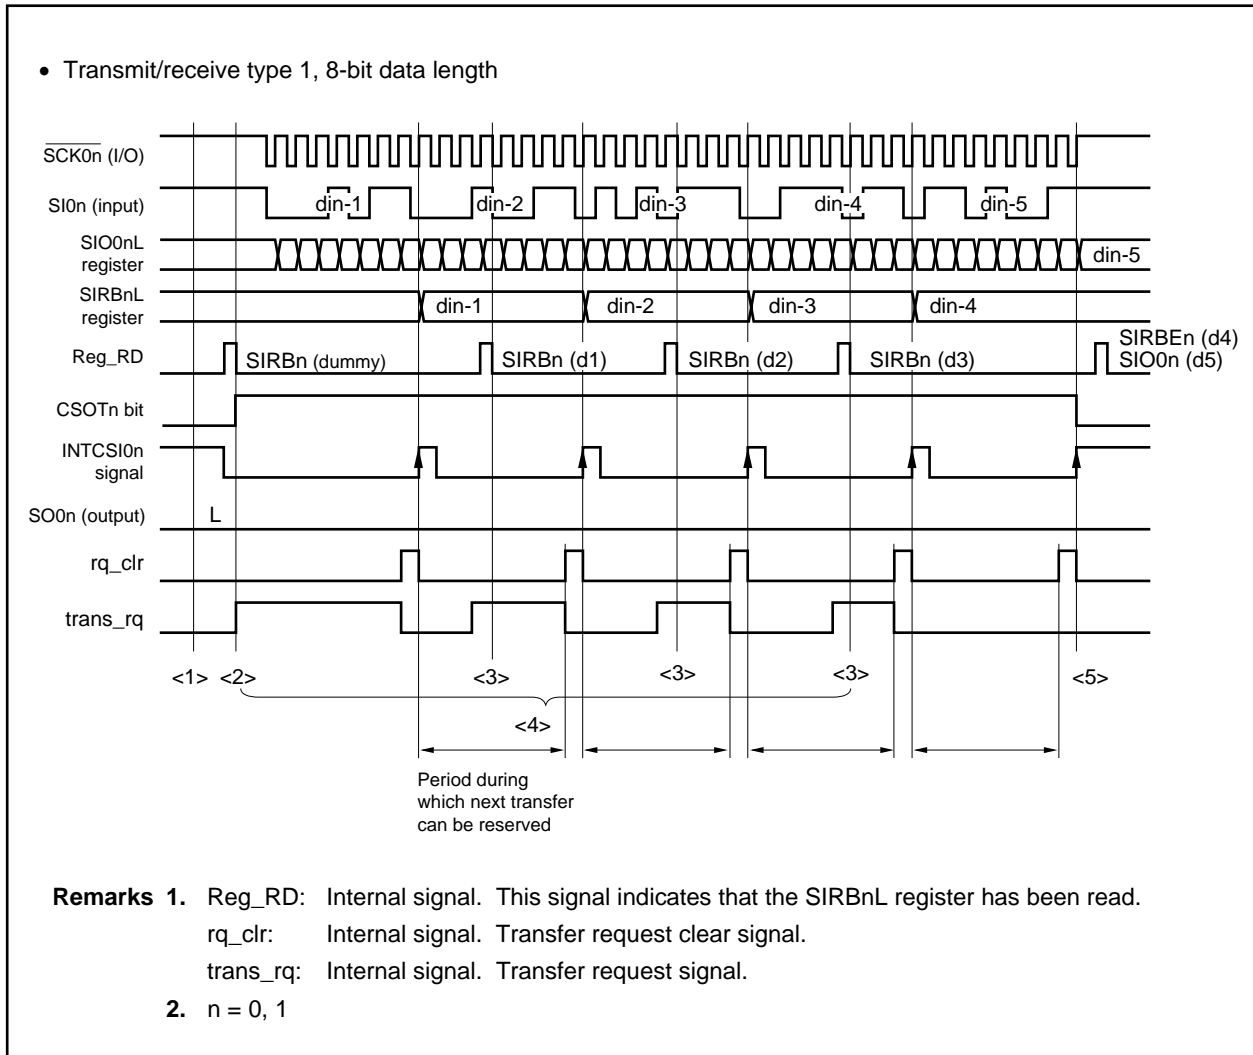 • Transmit/receive type 1, 8-bit data length
SCK0n (I/O)
SI0n (input)
din-1 din-2 din-3 din-4 din-5
SIO0nL
register
din-5
SIRBnL
register
din-1 din-2 din-3 din-4
Reg_RD
SIRBn (dummy) SIRBn (d1) SIRBn (d2) SIRBn (d3)
SIRBEn (d4)
SIO0n (d5)
CSOTn bit
INTCSI0n
signal
SO0n (output) L
rq_clr
trans_rq
<1> <2> <3> <3> <3> <5>
<4>
Period during
which next transfer
can be reserved
Remarks 1. Reg_RD: Internal signal. This signal indicates that the SIRBnL register has been read.
rq_clr: Internal signal. Transfer request clear signal.
trans_rq: Internal signal. Transfer request signal.
2. n = 0, 1